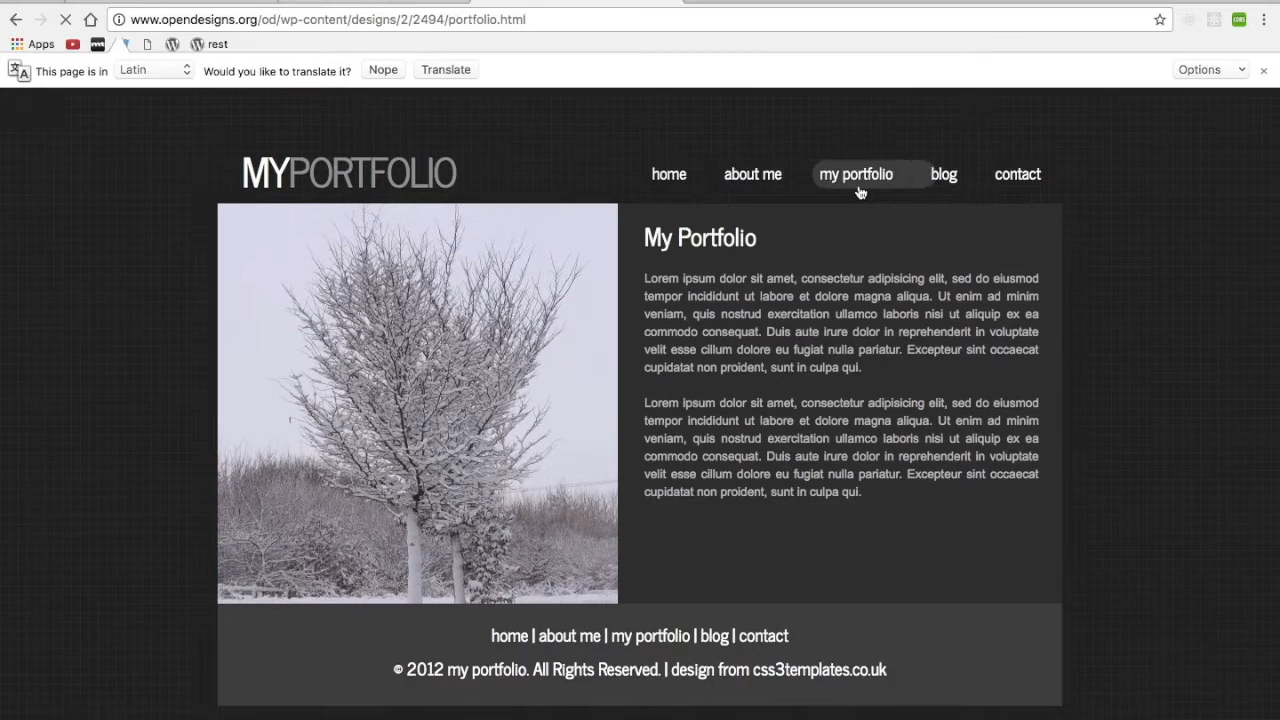 www.opendesigns.org/od/wp-content/designs/2/2494/portfolio.html
Apps rest
This page is in Latin Would you like to translate it? Nope Translate Options
MYPORTFOLIO
home about me my portfolio blog contact
My Portfolio
Lorem ipsum dolor sit amet, consectetur adipisicing elit, sed do eiusmod
tempor incididunt ut labore et dolore magna aliqua. Ut enim ad minim
veniam, quis nostrud exercitation ullamco laboris nisi ut aliquip ex ea
commodo consequat. Duis aute irure dolor in reprehenderit in voluptate
velit esse cillum dolore eu fugiat nulla pariatur. Excepteur sint occaecat
cupidatat non proident, sunt in culpa qui.
Lorem ipsum dolor sit amet, consectetur adipisicing elit, sed do eiusmod
tempor incididunt ut labore et dolore magna aliqua. Ut enim ad minim
veniam, quis nostrud exercitation ullamco laboris nisi ut aliquip ex ea
commodo consequat. Duis aute irure dolor in reprehenderit in voluptate
velit esse cillum dolore eu fugiat nulla pariatur. Excepteur sint occaecat
cupidatat non proident, sunt in culpa qui.
home | about me | my portfolio | blog | contact
© 2012 my portfolio. All Rights Reserved. | design from css3templates.co.uk